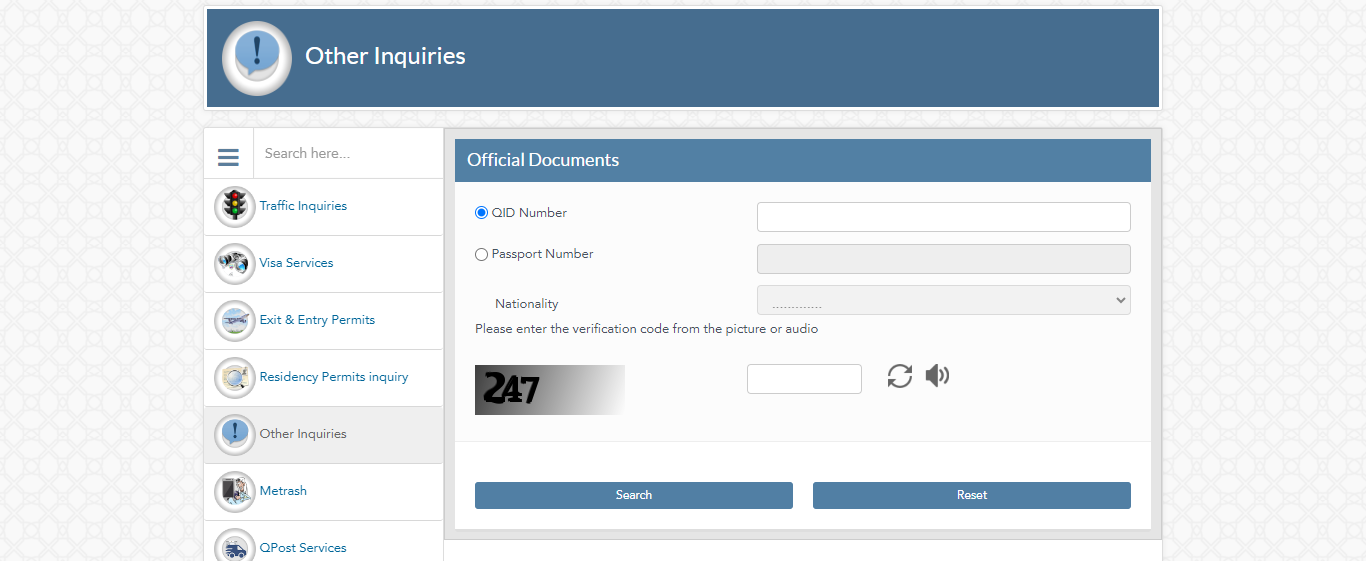 Other Inquiries
Search here...
Traffic Inquiries
Visa Services
Exit & Entry Permits
Residency Permits inquiry
Other Inquiries
Metrash
QPost Services
Official Documents
QID Number
Passport Number
Nationality
.............
Please enter the verification code from the picture or audio
247
Search
Reset